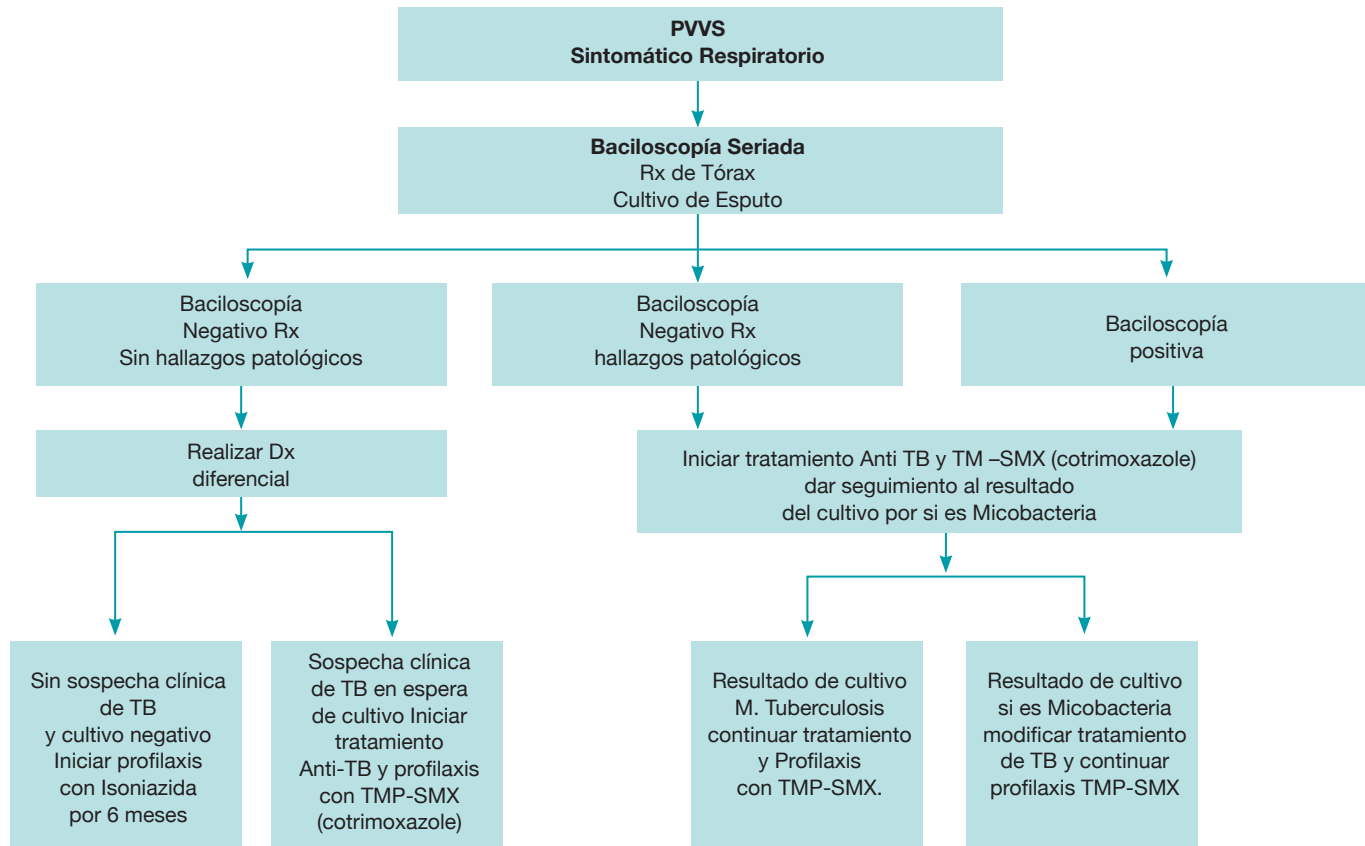 PVVS
Sintomático Respiratorio
Baciloscopía Seriada
Rx de Tórax
Cultivo de Esputo
Baciloscopía
Negativo Rx
Sin hallazgos patológicos
Baciloscopía
Negativo Rx
hallazgos patológicos
Baciloscopía
positiva
Realizar Dx
diferencial
Iniciar tratamiento Anti TB y TM –SMX (cotrimoxazole)
dar seguimiento al resultado
del cultivo por si es Micobacteria
Sin sospecha clínica
de TB
y cultivo negativo
Iniciar profilaxis
con Isoniazida
por 6 meses
Sospecha clínica
de TB en espera
de cultivo Iniciar
tratamiento
Anti-TB y profilaxis
con TMP-SMX
(cotrimoxazole)
Resultado de cultivo
M. Tuberculosis
continuar tratamiento
y Profilaxis
con TMP-SMX.
Resultado de cultivo
si es Micobacteria
modificar tratamiento
de TB y continuar
profilaxis TMP-SMX